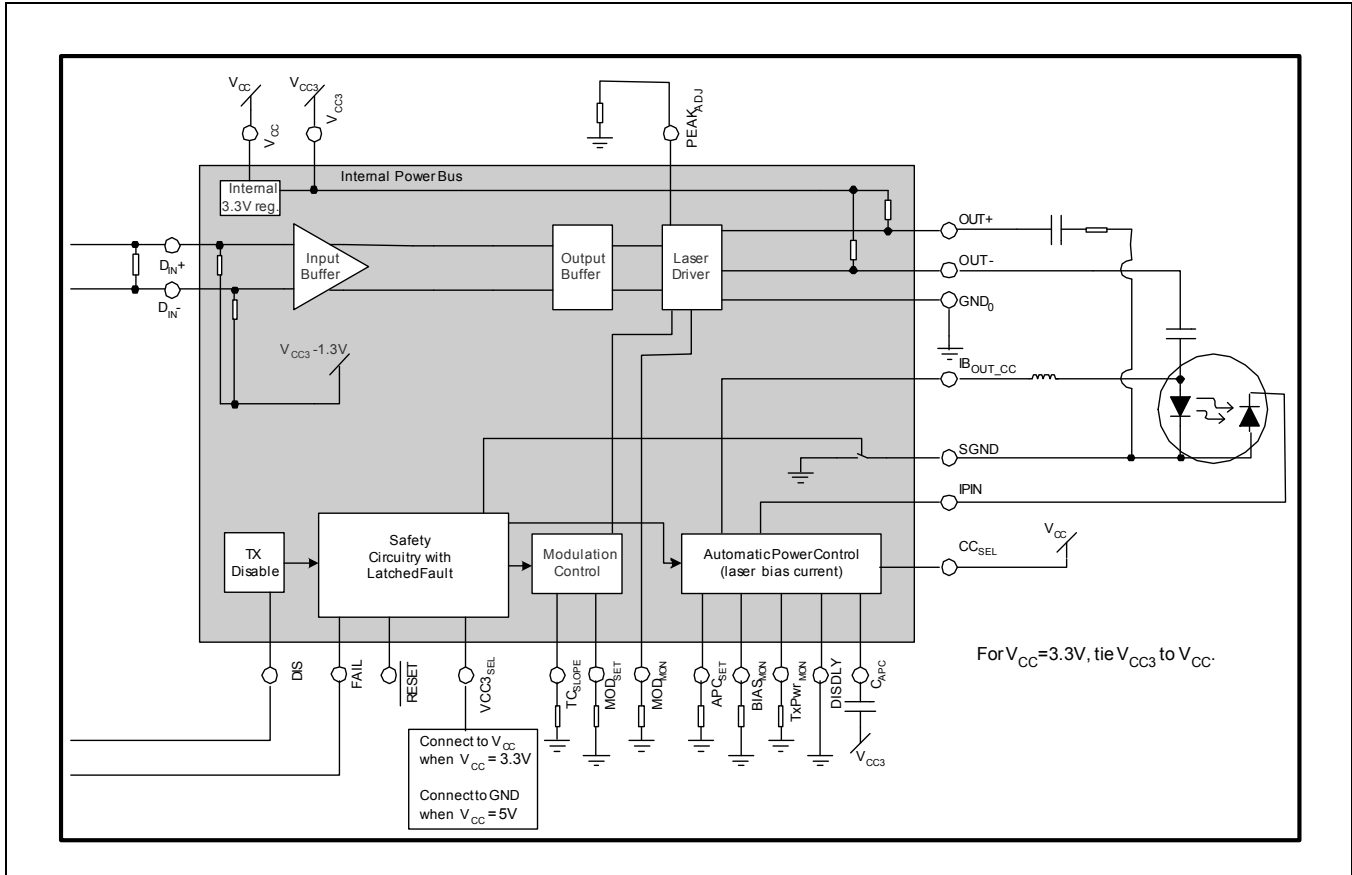 VCC
VCC3
VCC
VCC3
PEAKADJ
Internal Power Bus
Internal
3.3V reg.
OUT+
DIN+
Input
Buffer
Output
Buffer
Laser
Driver
OUT-
DIN-
GND0
VCC3 -1.3V
IBOUT_CC
SGND
IPIN
VCC
CCSEL
TX
Disable
Safety
Circuitry with
Latched Fault
Modulation
Control
Automatic Power Control
(laser bias current)
For VCC=3.3V, tie VCC3 to VCC.
DIS
FAIL
RESET
VCC3SEL
TCSLOPE
MODSET
MODMON
APCSET
BIASMON
TxPwrMON
DISDLY
CAPC
VCC3
Connect to VCC
when VCC = 3.3V
Connect to GND
when VCC = 5V